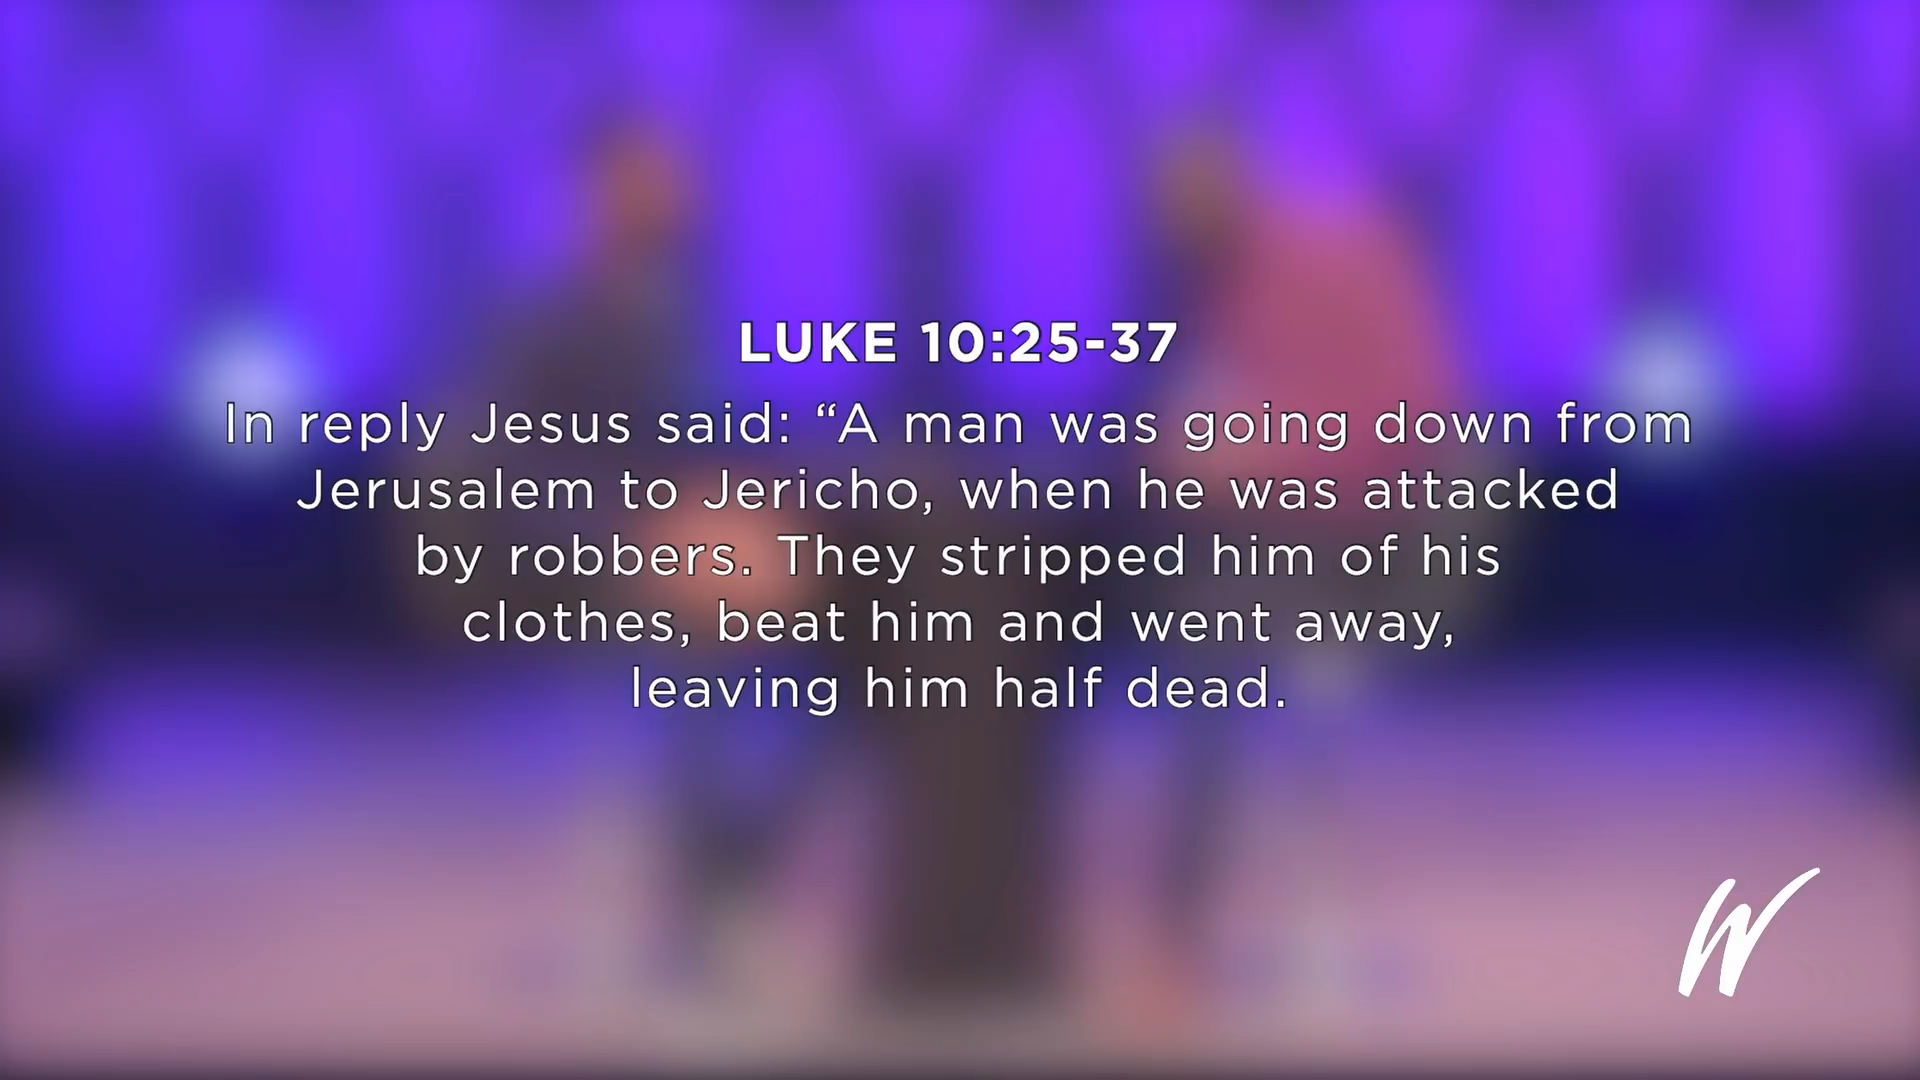 LUKE 10:25-37
In reply Jesus said: “A man was going down from
Jerusalem to Jericho, when he was attacked
by robbers. They stripped him of his
clothes, beat him and went away,
leaving him half dead.
W